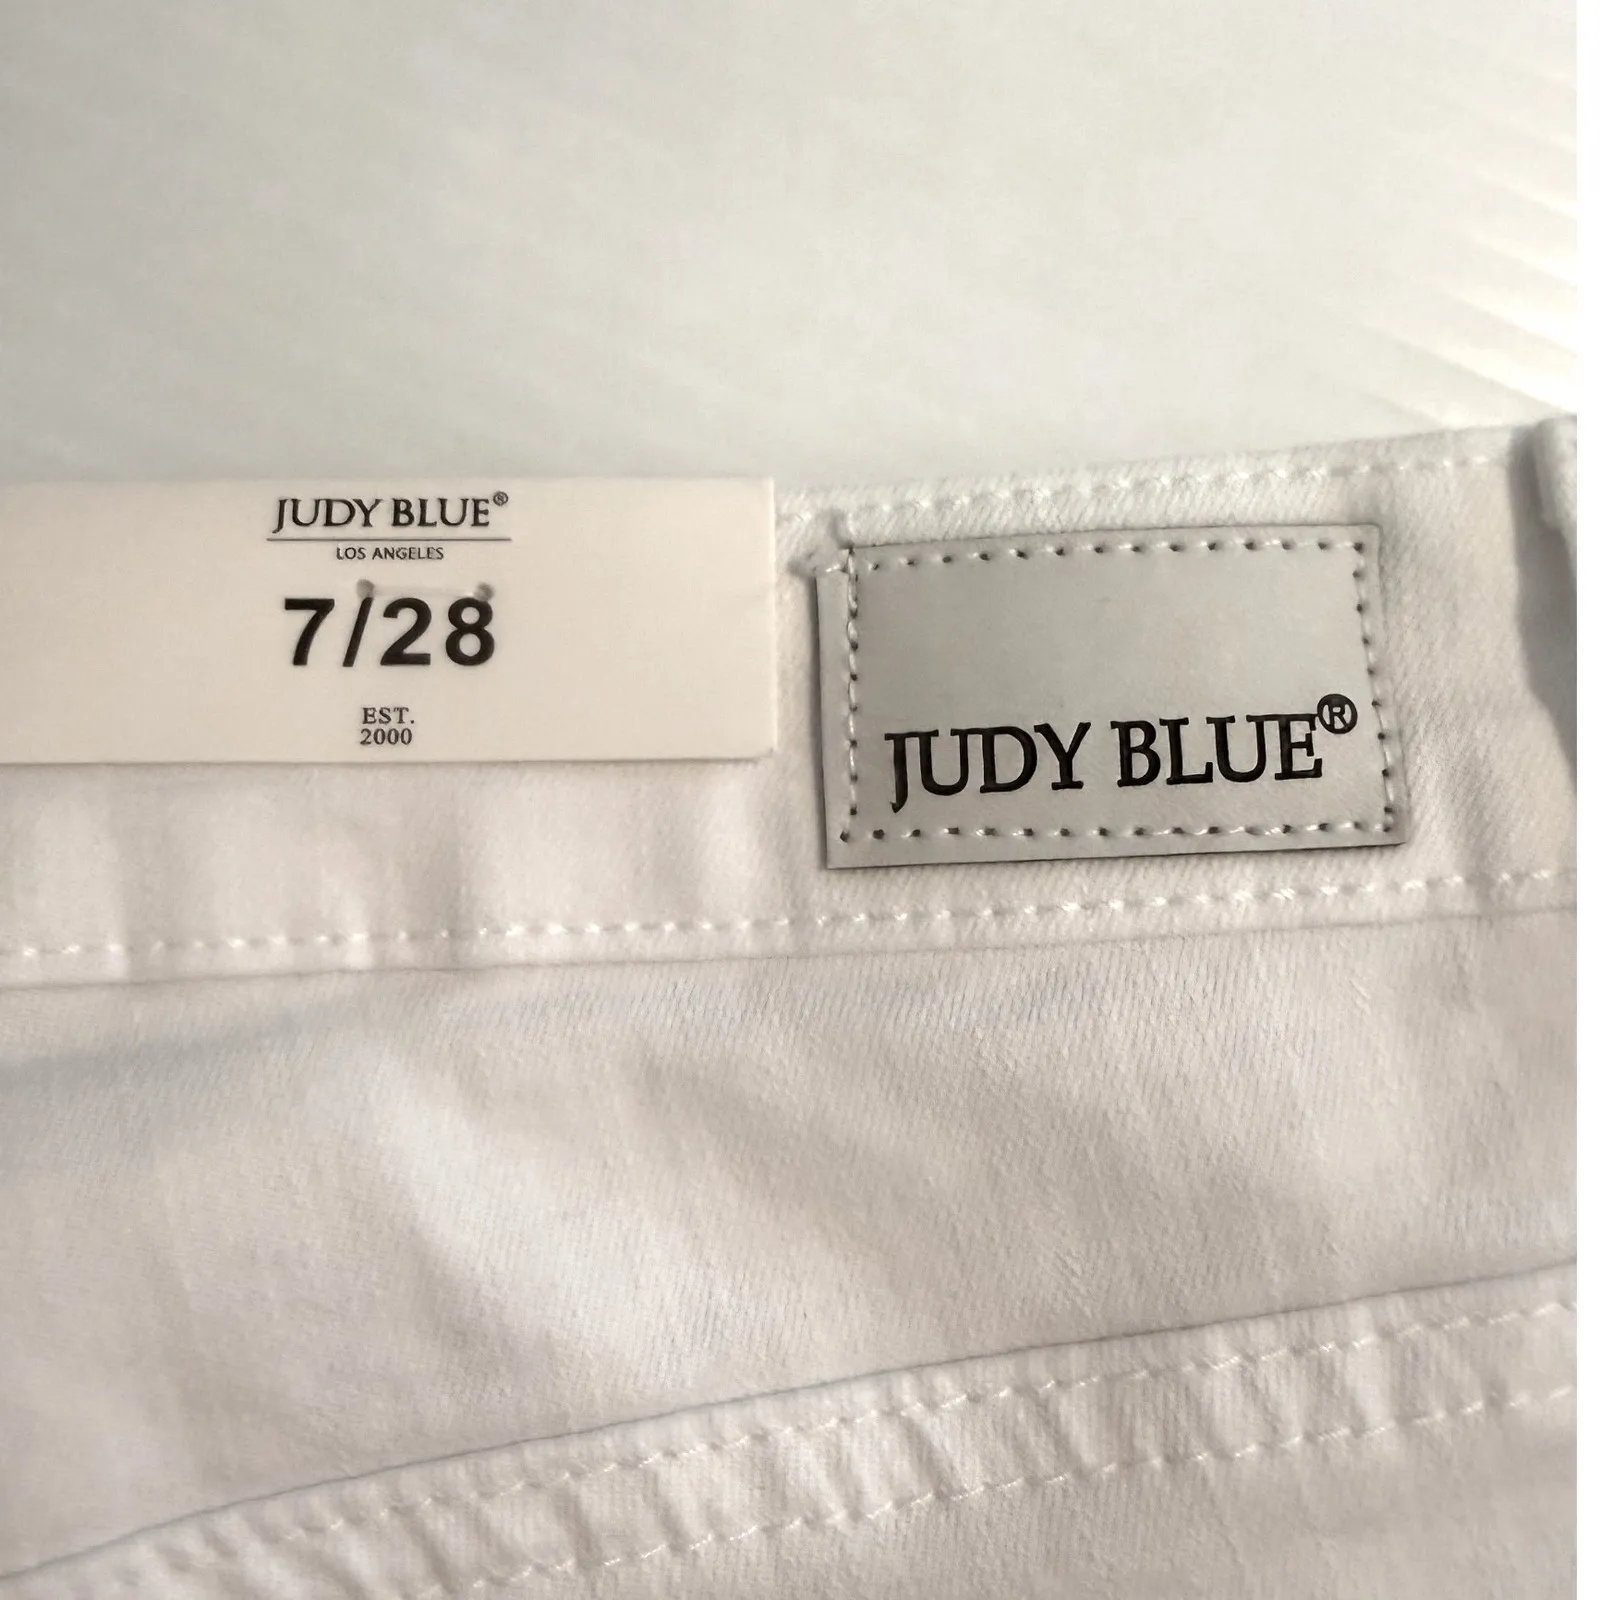 JUDY BLUE®
LOS ANGELES
7/28
EST.
2000
JUDY BLUE®